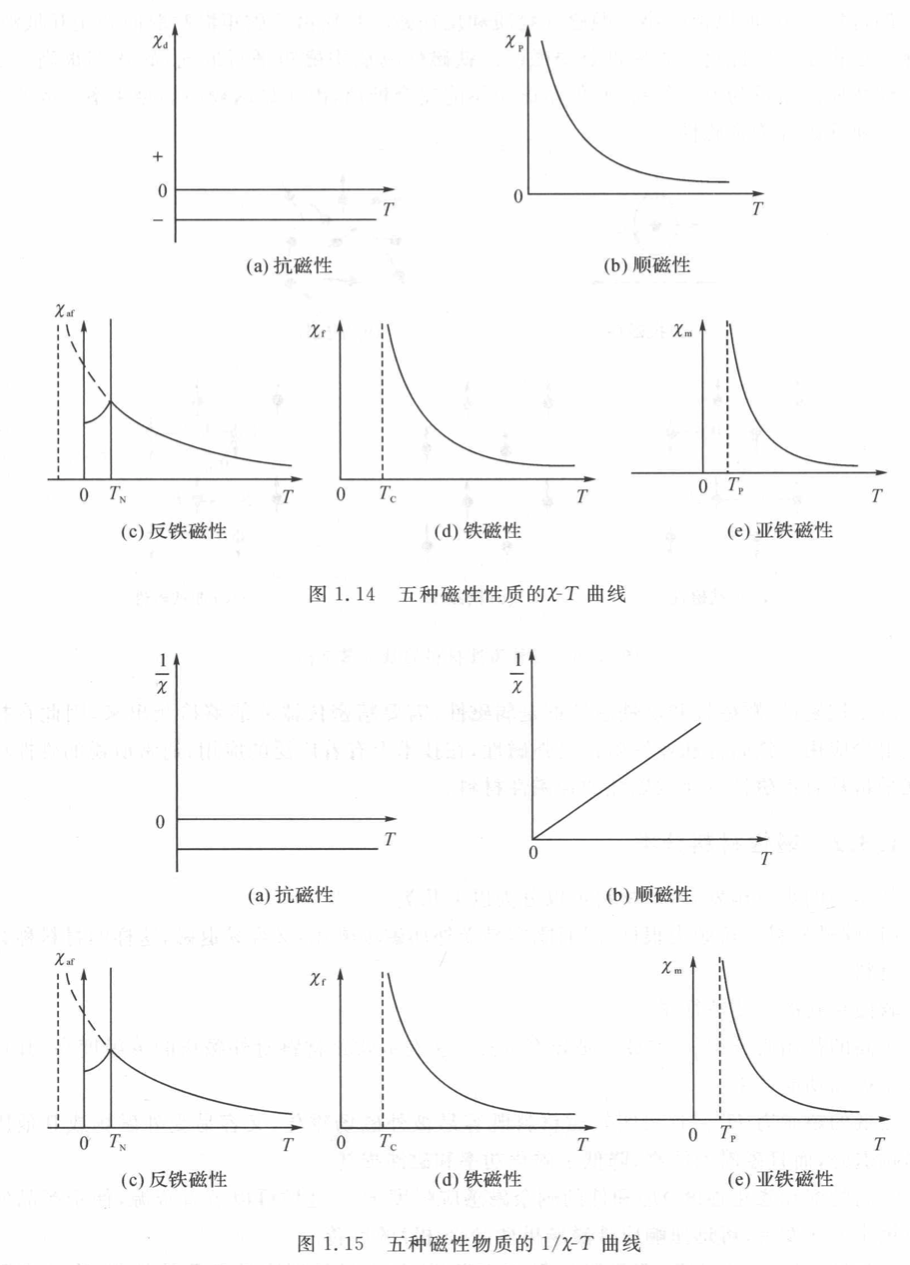 χd
+
0
−
T
(a) 抗磁性
χP
0
T
(b) 顺磁性
χaf
0 TN T
(c) 反铁磁性
χf
0 TC T
(d) 铁磁性
χm
0 TP T
(e) 亚铁磁性
图 1.14 五种磁性性质的χ-T 曲线
1/χ
0
T
(a) 抗磁性
1/χ
0
T
(b) 顺磁性
χaf
0 TN T
(c) 反铁磁性
χf
0 TC T
(d) 铁磁性
χm
0 TP T
(e) 亚铁磁性
图 1.15 五种磁性物质的 1/χ-T 曲线